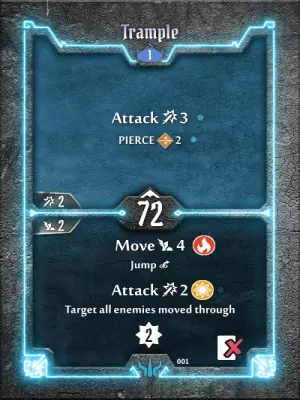 Trample
1
Attack 3
PIERCE 2
2
72
2
Move 4
Jump
Attack 2
Target all enemies moved through
2
001